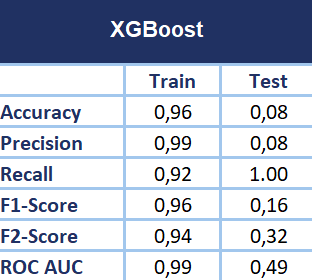 XGBoost
Train Test
Accuracy 0,96 0,08
Precision 0,99 0,08
Recall 0,92 1.00
F1-Score 0,96 0,16
F2-Score 0,94 0,32
ROC AUC 0,99 0,49